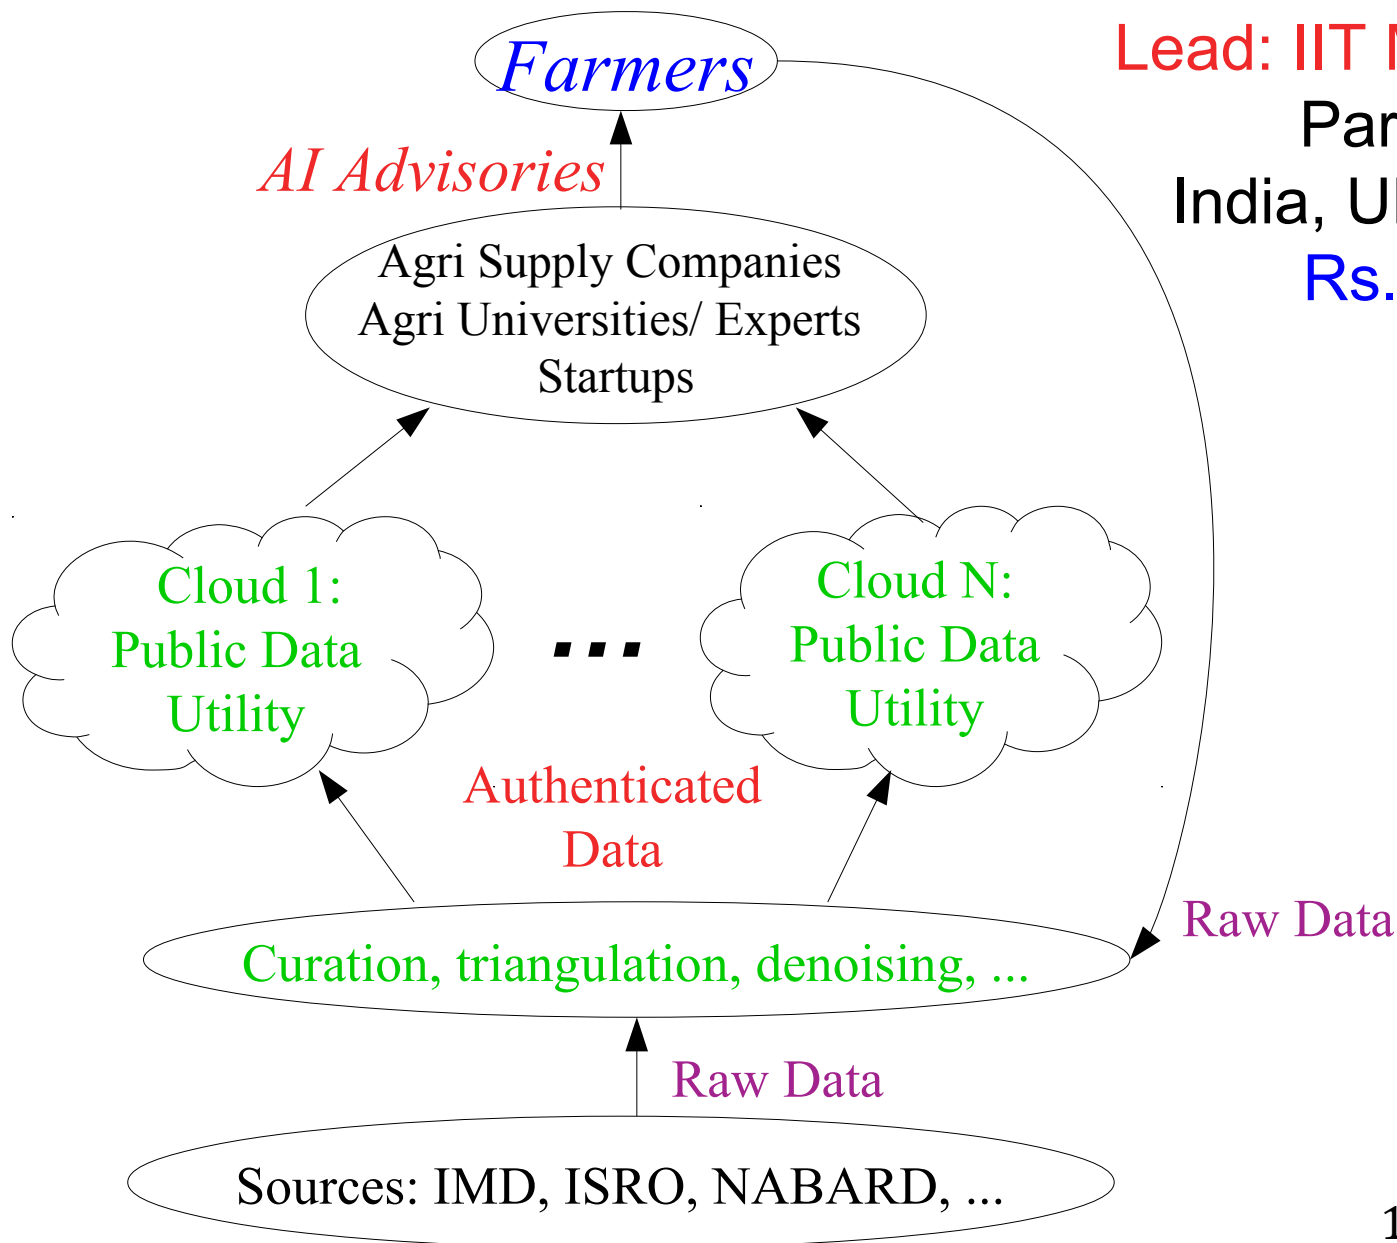 Farmers
Lead: IIT
Par
India, U
Rs.
AI Advisories
Agri Supply Companies
Agri Universities/ Experts
Startups
Cloud 1:
Public Data
Utility
...
Cloud N:
Public Data
Utility
Authenticated
Data
Raw Data
Curation, triangulation, denoising, ...
Raw Data
Sources: IMD, ISRO, NABARD, ...
1